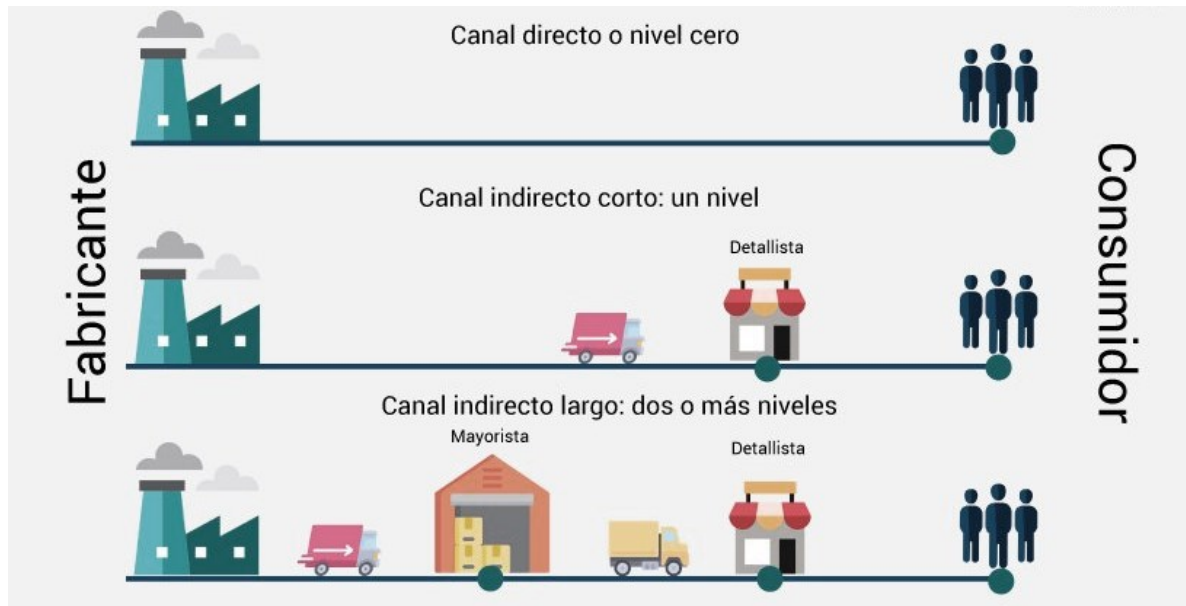 Canal directo o nivel cero
Fabricante
Consumidor
Canal indirecto corto: un nivel
Detallista
Canal indirecto largo: dos o más niveles
Mayorista
Detallista